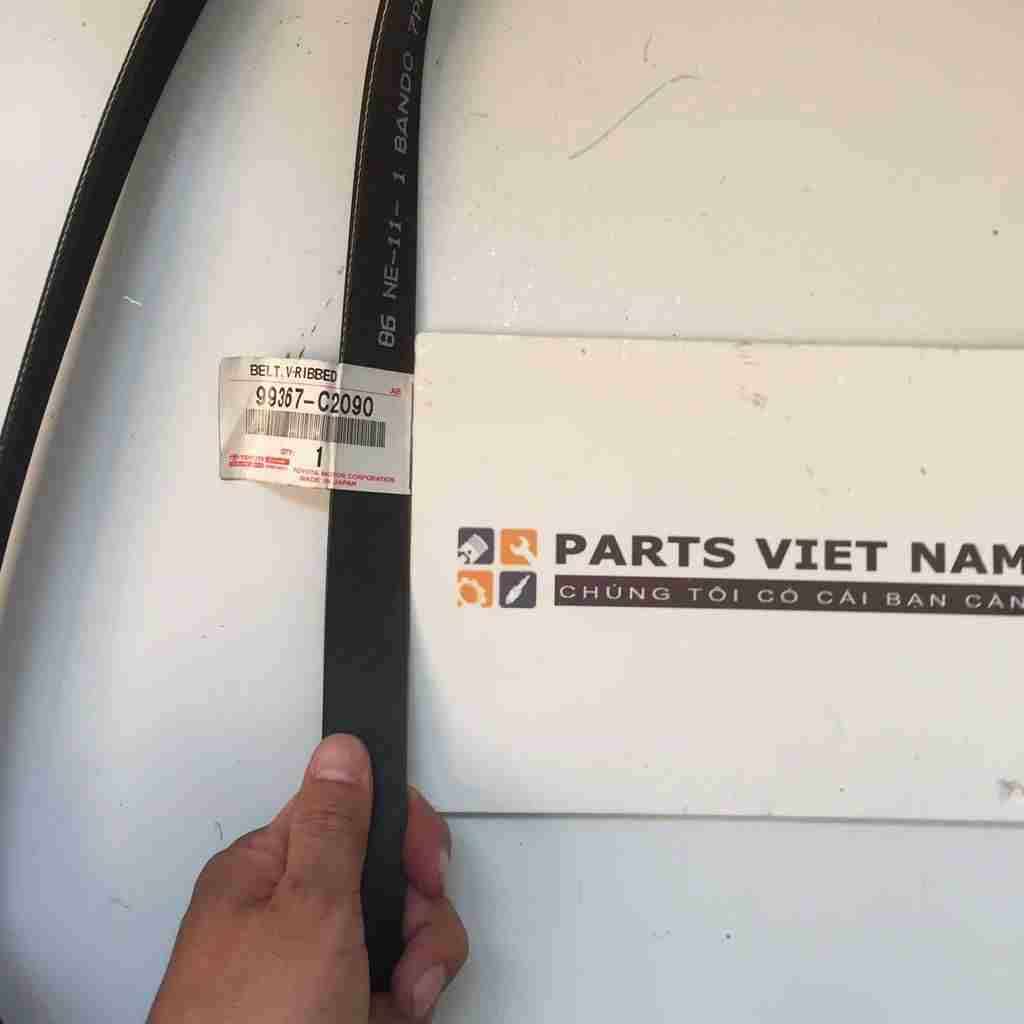 86 NE-11- 1 BANDO 7P
BELT,V-RIBBED
99367-C2090
QTY.
1
TOYOTA MOTOR CORPORATION
MADE IN JAPAN
PARTS VIET NAM
CHÚNG TÔI CÓ CÁI BẠN CẦN